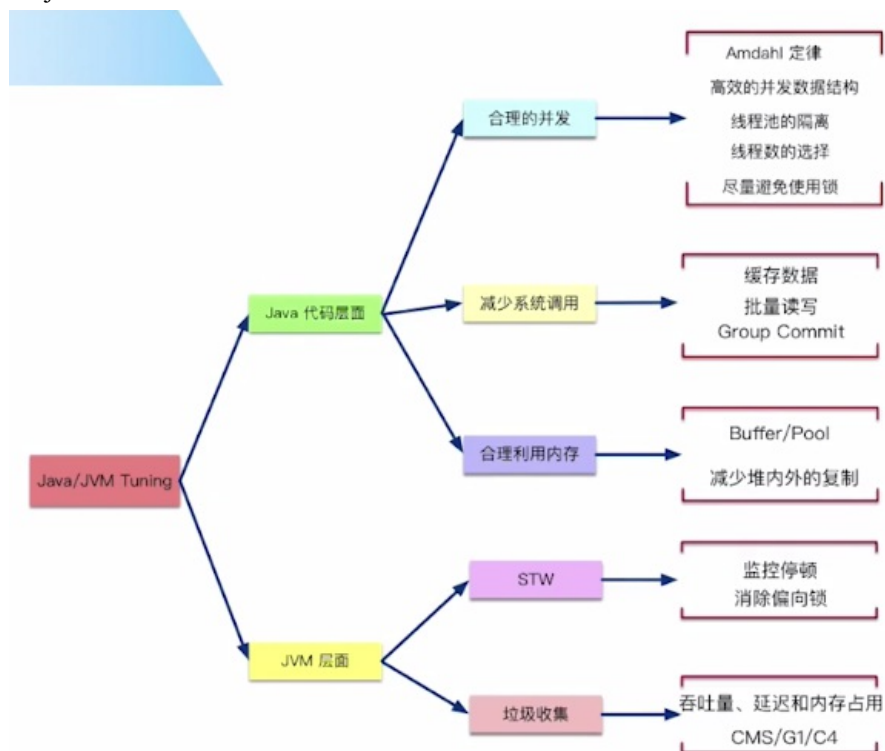 Amdahl 定律
高效的并发数据结构
线程池的隔离
线程数的选择
尽量避免使用锁
合理的并发
缓存数据
批量读写
Group Commit
减少系统调用
Java 代码层面
Buffer/Pool
减少堆内外的复制
合理利用内存
Java/JVM Tuning
监控停顿
消除偏向锁
STW
JVM 层面
吞吐量、延迟和内存占用
CMS/G1/C4
垃圾收集